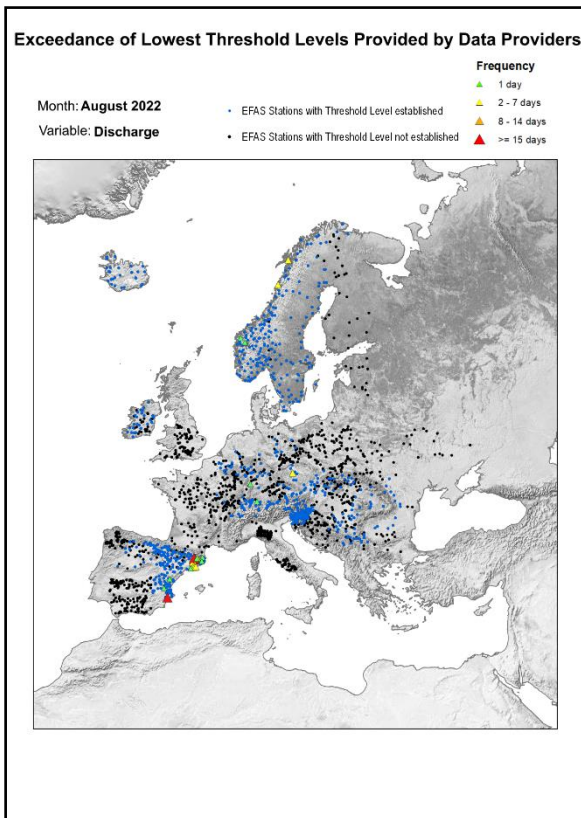 Exceedance of Lowest Threshold Levels Provided by Data Providers
Frequency
Month: August 2022
Variable: Discharge
EFAS Stations with Threshold Level established
EFAS Stations with Threshold Level not established
1 day
2 - 7 days
8 - 14 days
>= 15 days